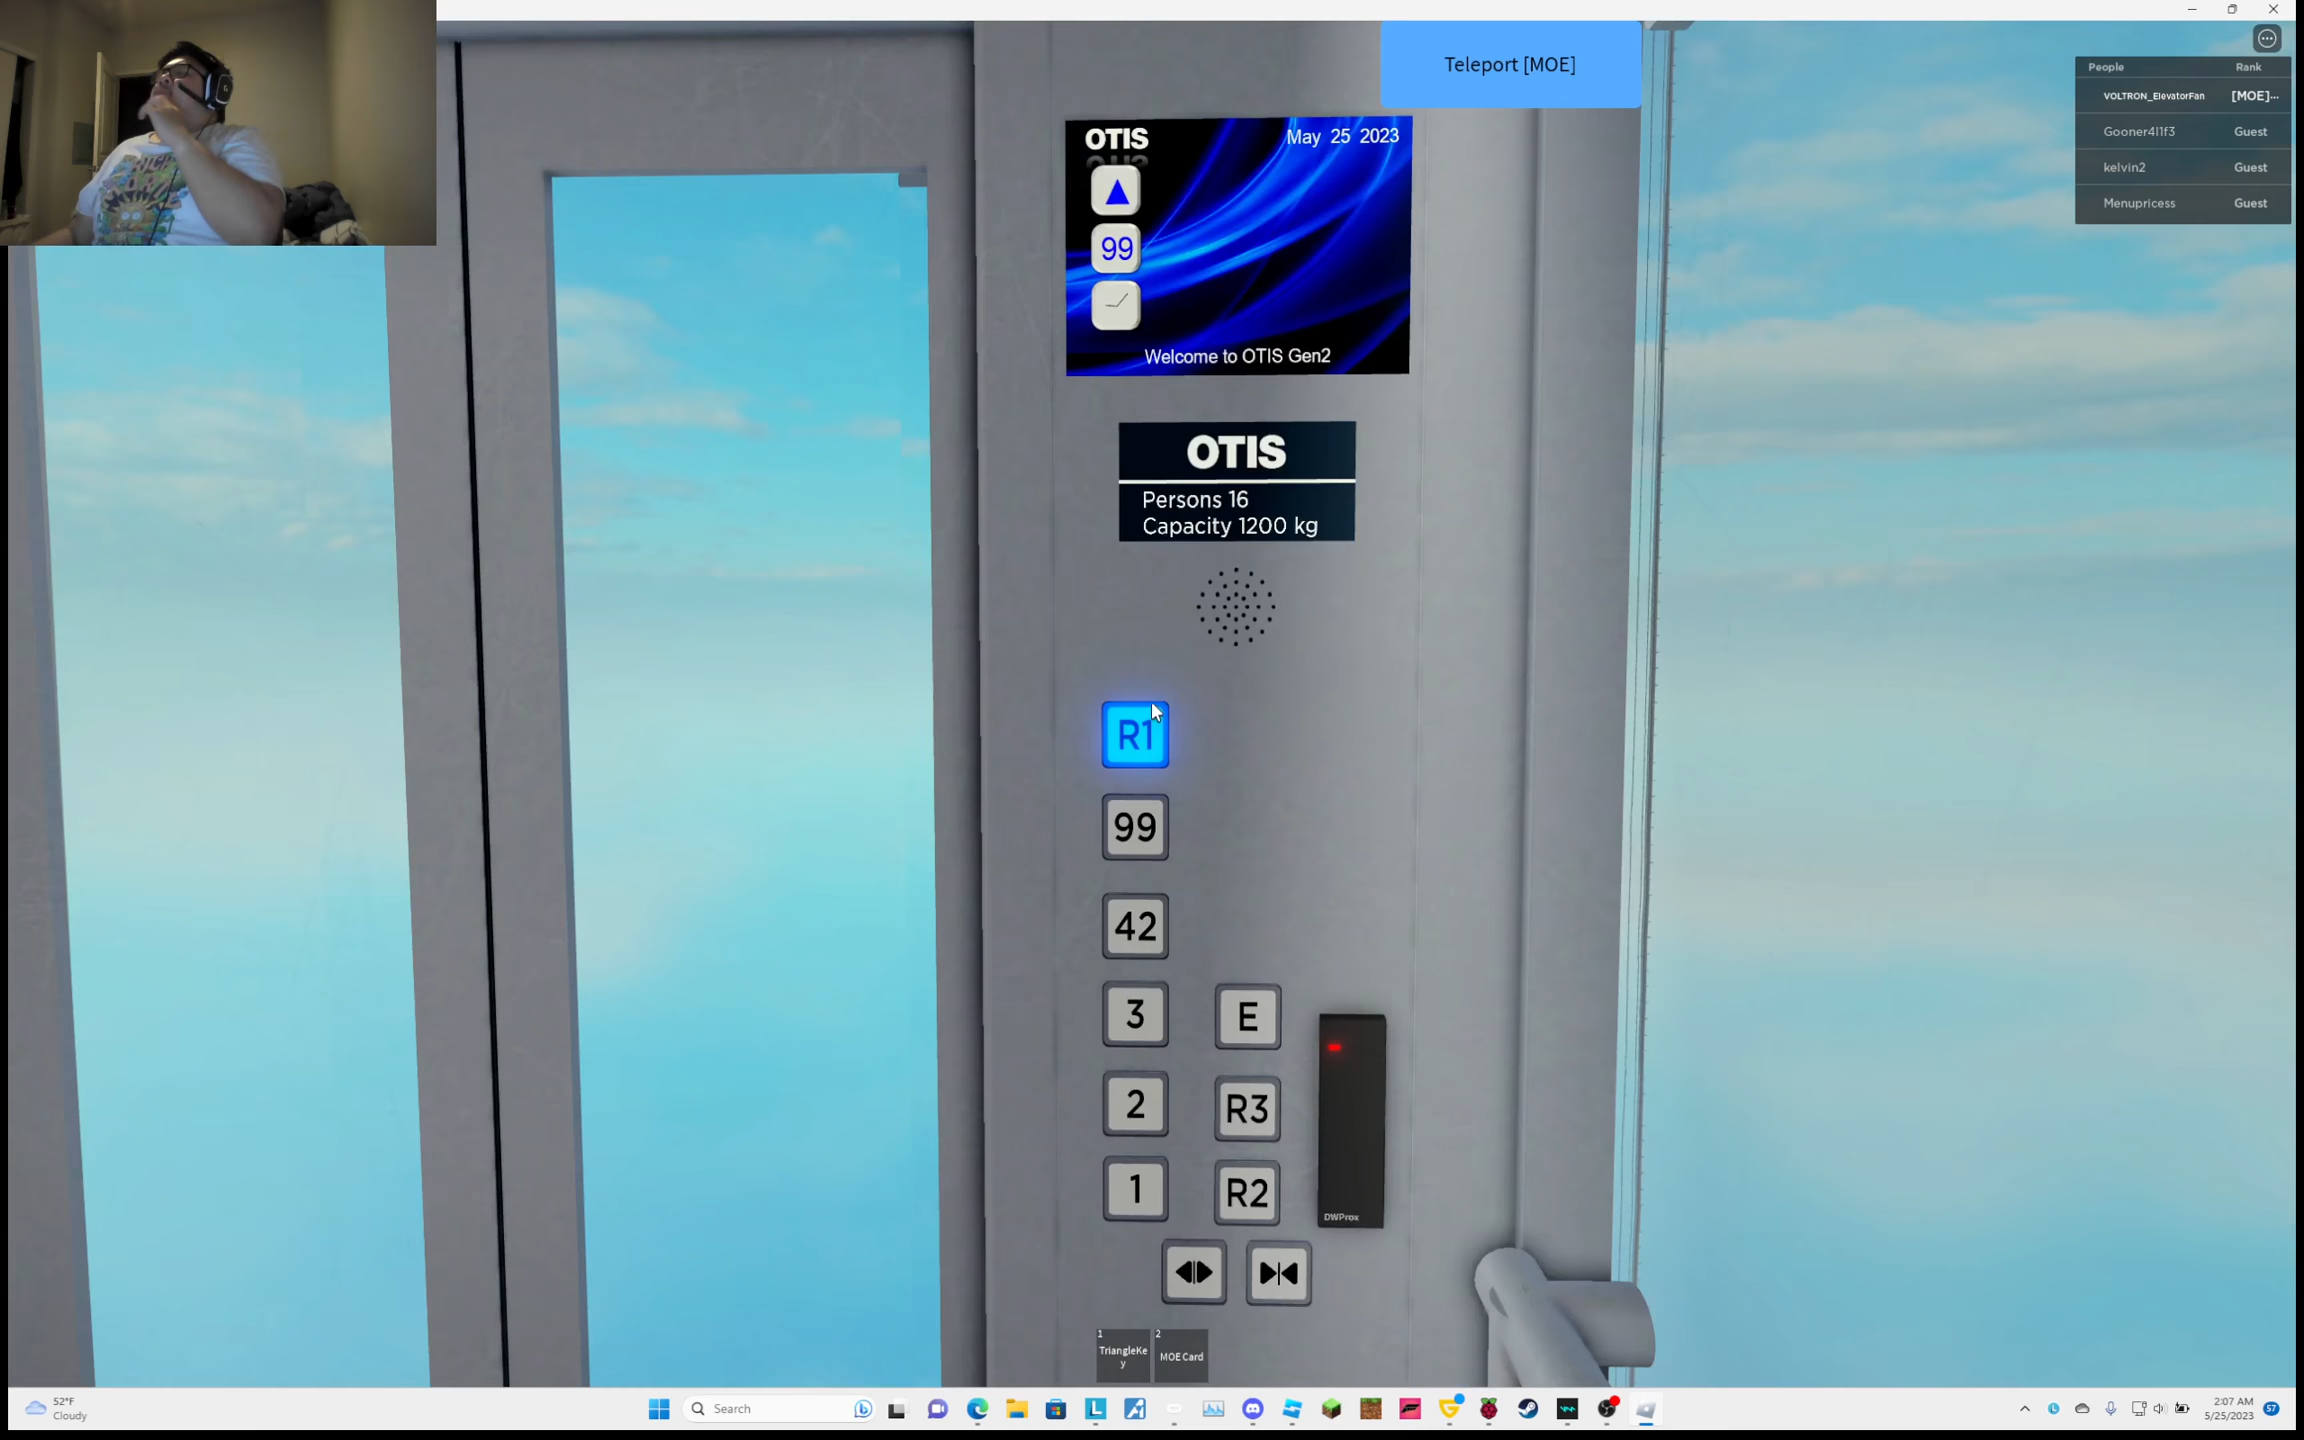 Teleport [MOE]
People Rank
VOLTRON_ElevatorFan [MOE]...
Gooner4l1f3 Guest
kelvin2 Guest
Menupricess Guest
OTIS May 25 2023
99
Welcome to OTIS Gen2
OTIS
Persons 16
Capacity 1200 kg
R1
99
42
3 E
2 R3
1 R2
DWProx
1 2
TriangleKe
y
MOE Card
52°F
Cloudy
Search
2:07 AM
5/25/2023
57